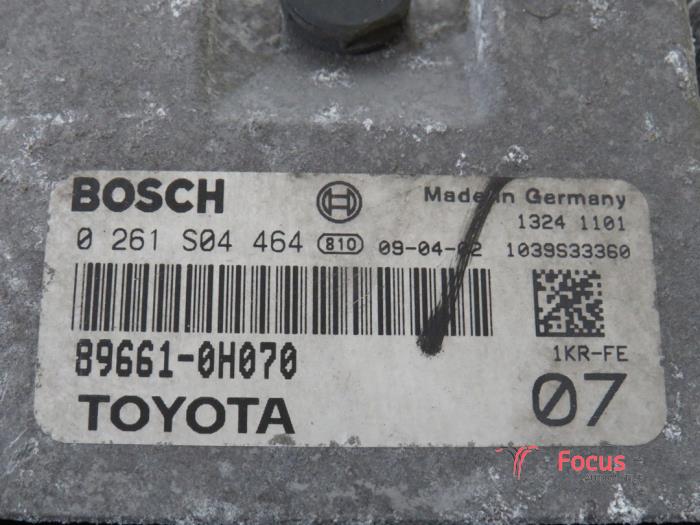 BOSCH
Made in Germany
1324 1101
0 261 S04 464 810 09-04-02 1039S33360
89661-0H070
1KR-FE
TOYOTA
07
Focus